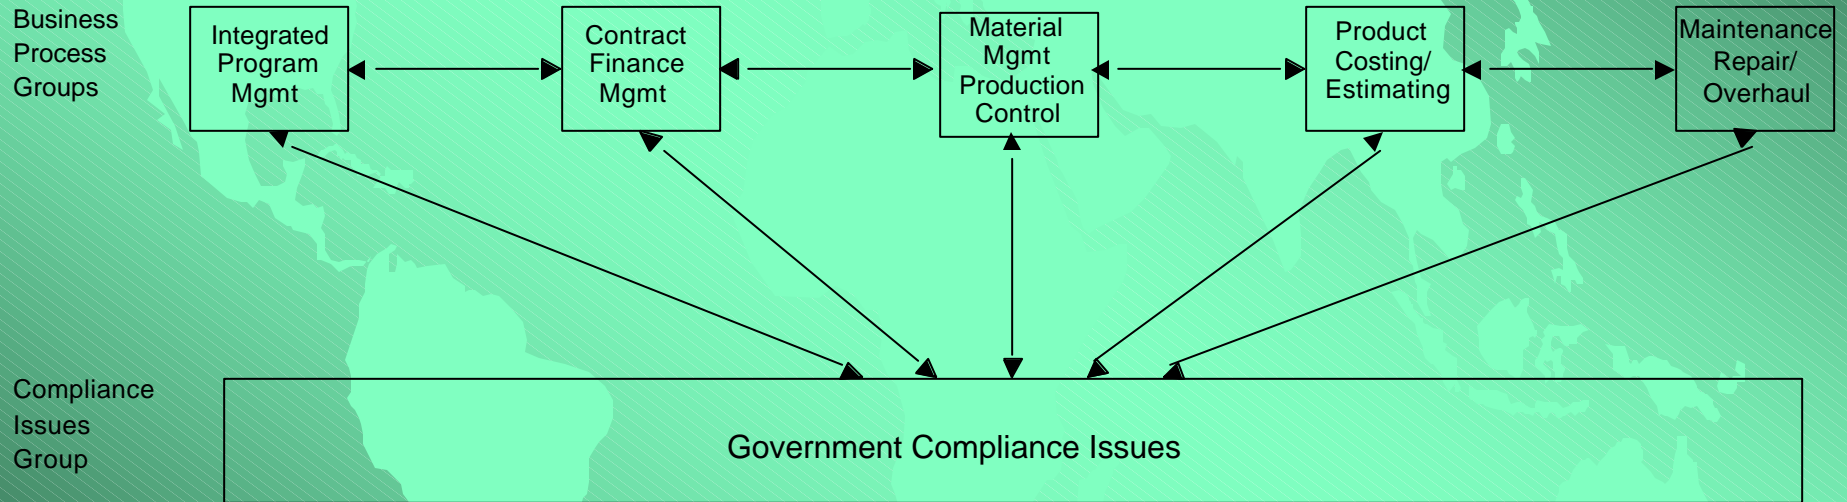 Business
Process
Groups
Integrated
Program
Mgmt
Contract
Finance
Mgmt
Material
Mgmt
Production
Control
Product
Costing/
Estimating
Maintenance
Repair/
Overhaul
Compliance
Issues
Group
Government Compliance Issues